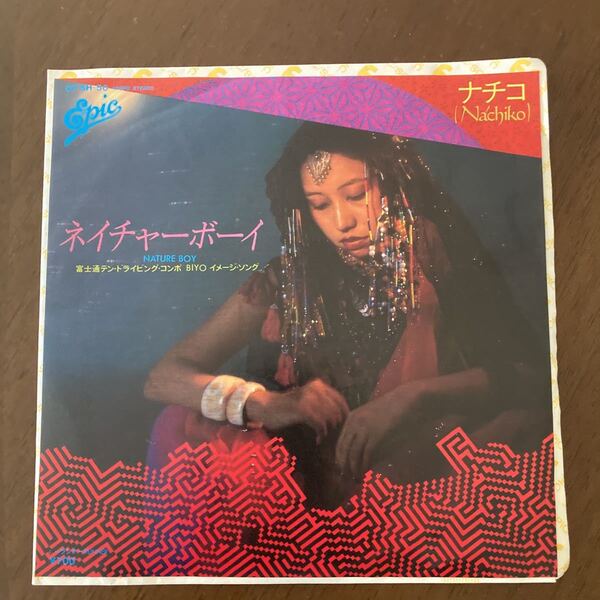 Epic
ナチコ
(Nachiko)
ネイチャーボーイ
NATURE BOY
富士通テン・ドライビング・コンポ BIYO イメージ・ソング
¥700